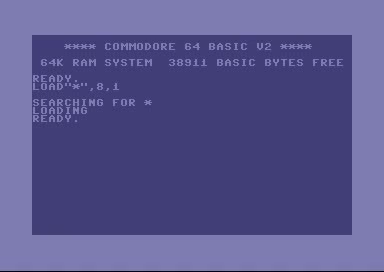 **** COMMODORE 64 BASIC V2 ****
64K RAM SYSTEM  38911 BASIC BYTES FREE
READY.
LOAD"*",8,1
SEARCHING FOR *
LOADING
READY.